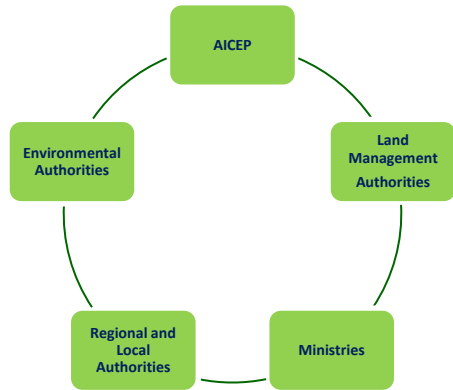 AICEP
Land
Management
Authorities
Ministries
Regional and
Local
Authorities
Environmental
Authorities